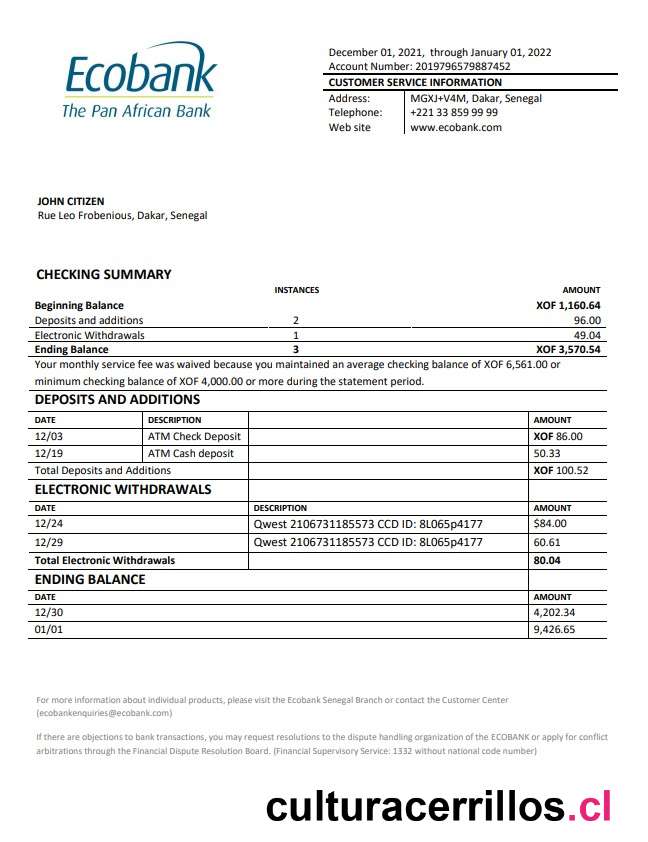 Ecobank
The Pan African Bank
December 01, 2021, through January 01, 2022
Account Number: 2019796579887452
CUSTOMER SERVICE INFORMATION
Address: MGXJ+V4M, Dakar, Senegal
Telephone: +221 33 859 99 99
Web site www.ecobank.com
JOHN CITIZEN
Rue Leo Frobenious, Dakar, Senegal
CHECKING SUMMARY
INSTANCES AMOUNT
Beginning Balance XOF 1,160.64
Deposits and additions 2 96.00
Electronic Withdrawals 1 49.04
Ending Balance 3 XOF 3,570.54
Your monthly service fee was waived because you maintained an average checking balance of XOF 6,561.00 or
minimum checking balance of XOF 4,000.00 or more during the statement period.
DEPOSITS AND ADDITIONS
DATE DESCRIPTION AMOUNT
12/03 ATM Check Deposit XOF 86.00
12/19 ATM Cash deposit 50.33
Total Deposits and Additions XOF 100.52
ELECTRONIC WITHDRAWALS
DATE DESCRIPTION AMOUNT
12/24 Qwest 2106731185573 CCD ID: 8L065p4177 $84.00
12/29 Qwest 2106731185573 CCD ID: 8L065p4177 60.61
Total Electronic Withdrawals 80.04
ENDING BALANCE
DATE AMOUNT
12/30 4,202.34
01/01 9,426.65
For more information about individual products, please visit the Ecobank Senegal Branch or contact the Customer Center
(ecobankenquiries@ecobank.com)
If there are objections to bank transactions, you may request resolutions to the dispute handling organization of the ECOBANK or apply for conflict
arbitrations through the Financial Dispute Resolution Board. (Financial Supervisory Service: 1332 without national code number)
culturacerrillos.cl